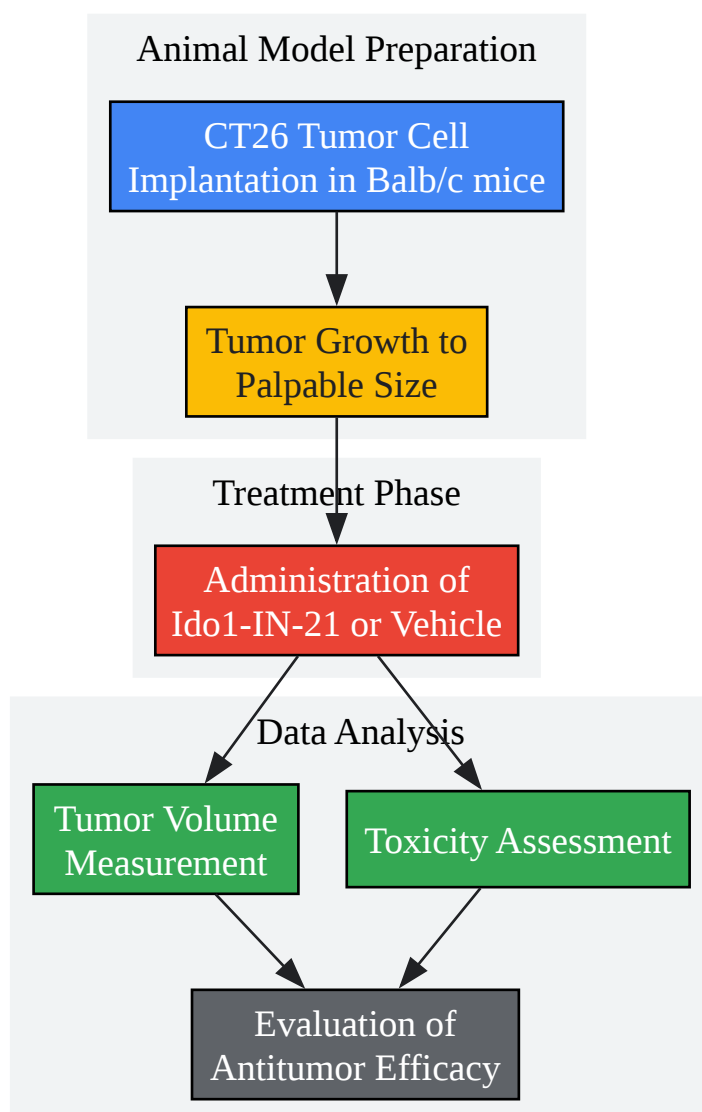 Animal Model Preparation
CT26 Tumor Cell
Implantation in Balb/c mice
Tumor Growth to
Palpable Size
Treatment Phase
Administration of
Ido1-IN-21 or Vehicle
Data Analysis
Tumor Volume
Measurement
Toxicity Assessment
Evaluation of
Antitumor Efficacy